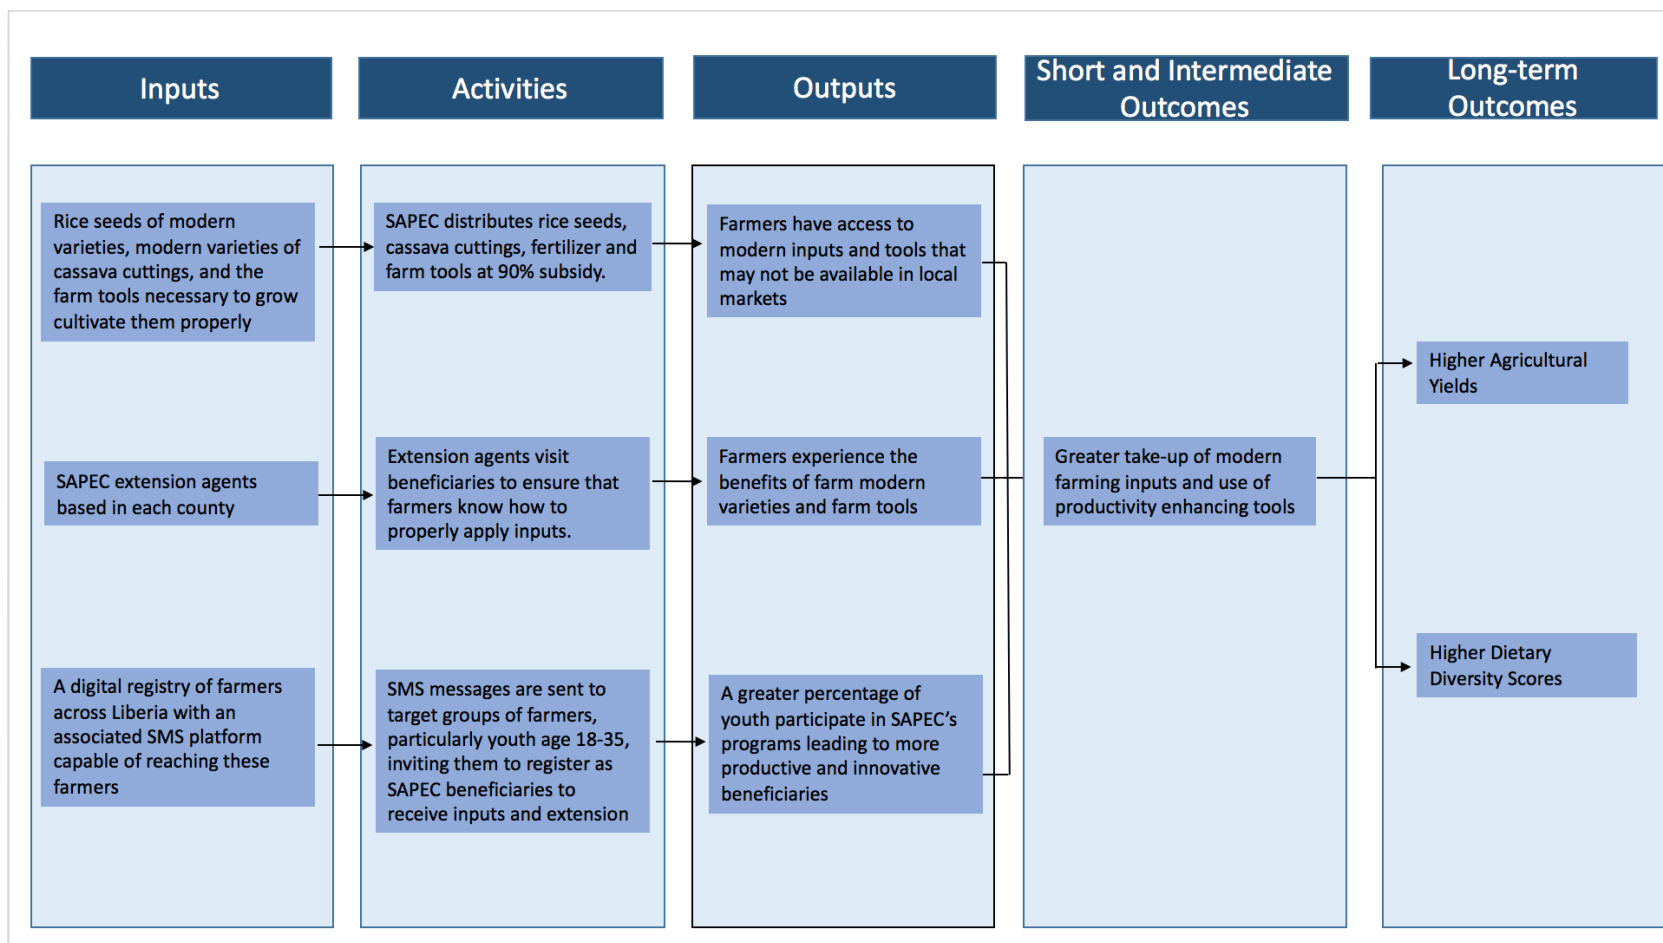 Inputs
Activities
Outputs
Short and Intermediate
Outcomes
Long-term
Outcomes
Rice seeds of modern
varieties, modern varieties of
cassava cuttings, and the
farm tools necessary to grow
cultivate them properly
SAPEC distributes rice seeds,
cassava cuttings, fertilizer and
farm tools at 90% subsidy.
Farmers have access to
modern inputs and tools that
may not be available in local
markets
Higher Agricultural
Yields
SAPEC extension agents
based in each county
Extension agents visit
beneficiaries to ensure that
farmers know how to
properly apply inputs.
Farmers experience the
benefits of farm modern
varieties and farm tools
Greater take-up of modern
farming inputs and use of
productivity enhancing tools
Higher Dietary
Diversity Scores
A digital registry of farmers
across Liberia with an
associated SMS platform
capable of reaching these
farmers
SMS messages are sent to
target groups of farmers,
particularly youth age 18-35,
inviting them to register as
SAPEC beneficiaries to
receive inputs and extension
A greater percentage of
youth participate in SAPEC’s
programs leading to more
productive and innovative
beneficiaries